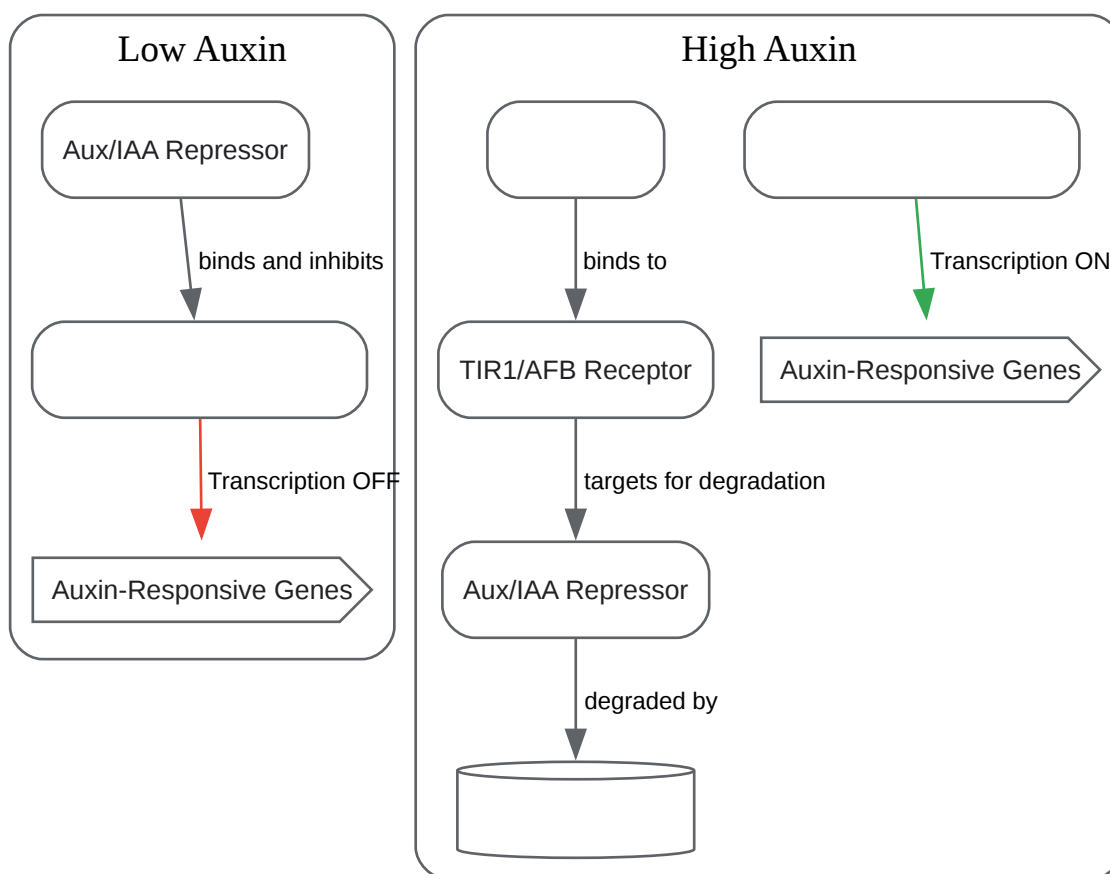 Low Auxin
Aux/IAA Repressor
binds and inhibits
Transcription OFF
Auxin-Responsive Genes
High Auxin
binds to
TIR1/AFB Receptor
targets for degradation
Aux/IAA Repressor
degraded by
Transcription ON
Auxin-Responsive Genes